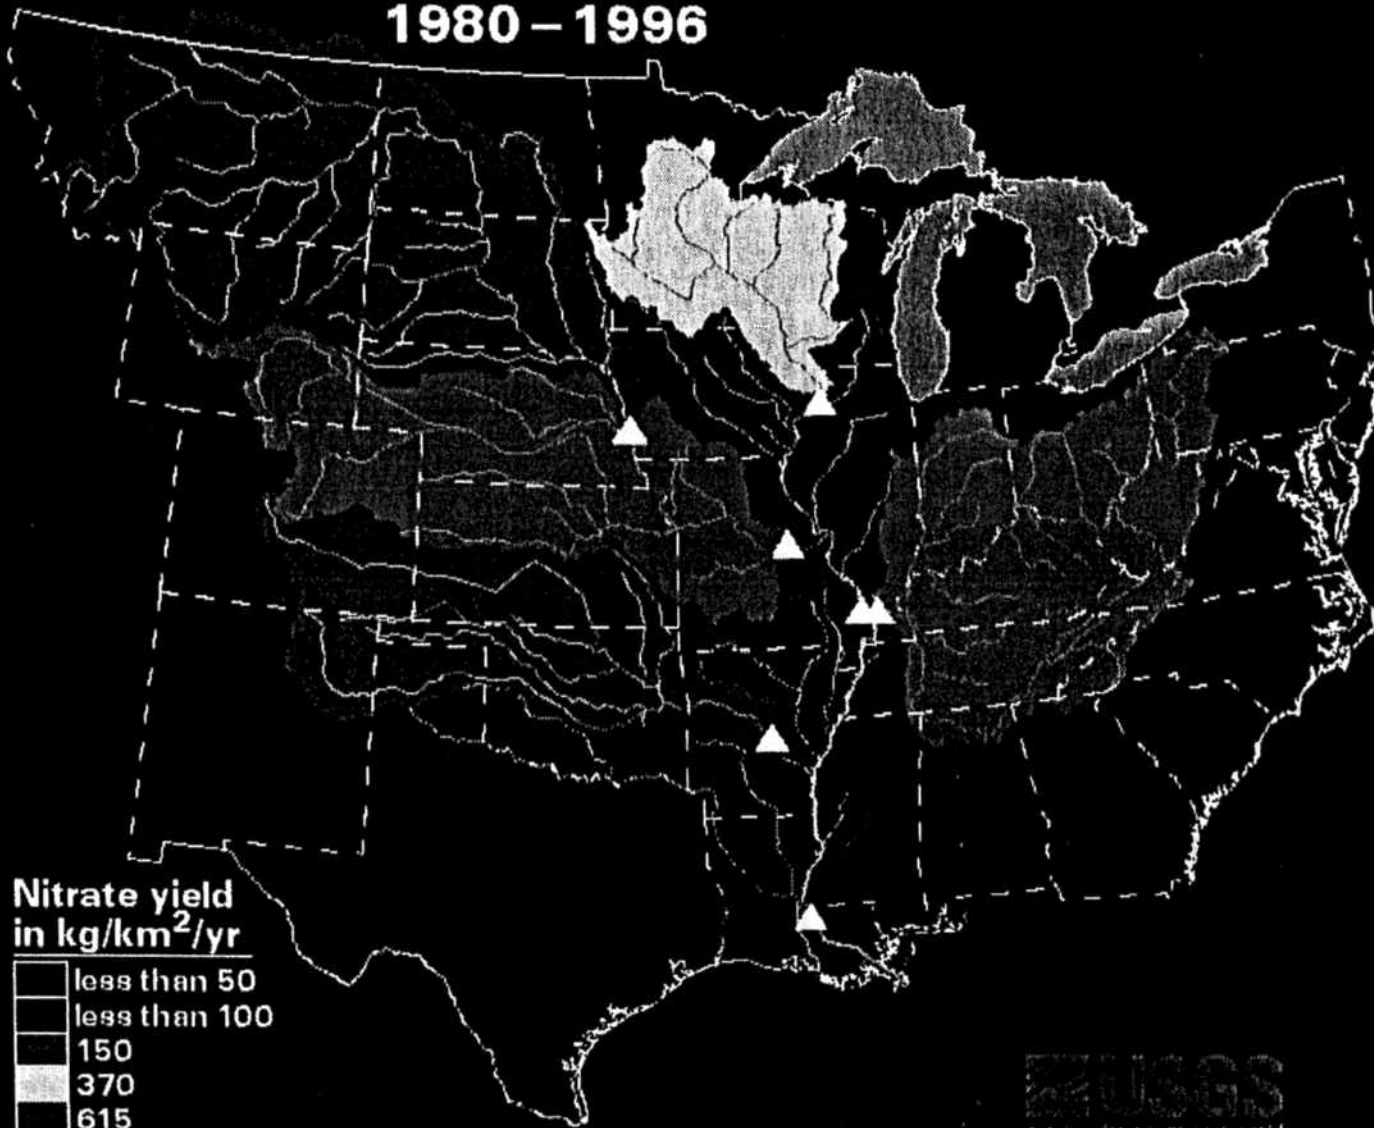 1980 – 1996
Nitrate yield
in kg/km²/yr
less than 50
less than 100
150
370
615
USGS